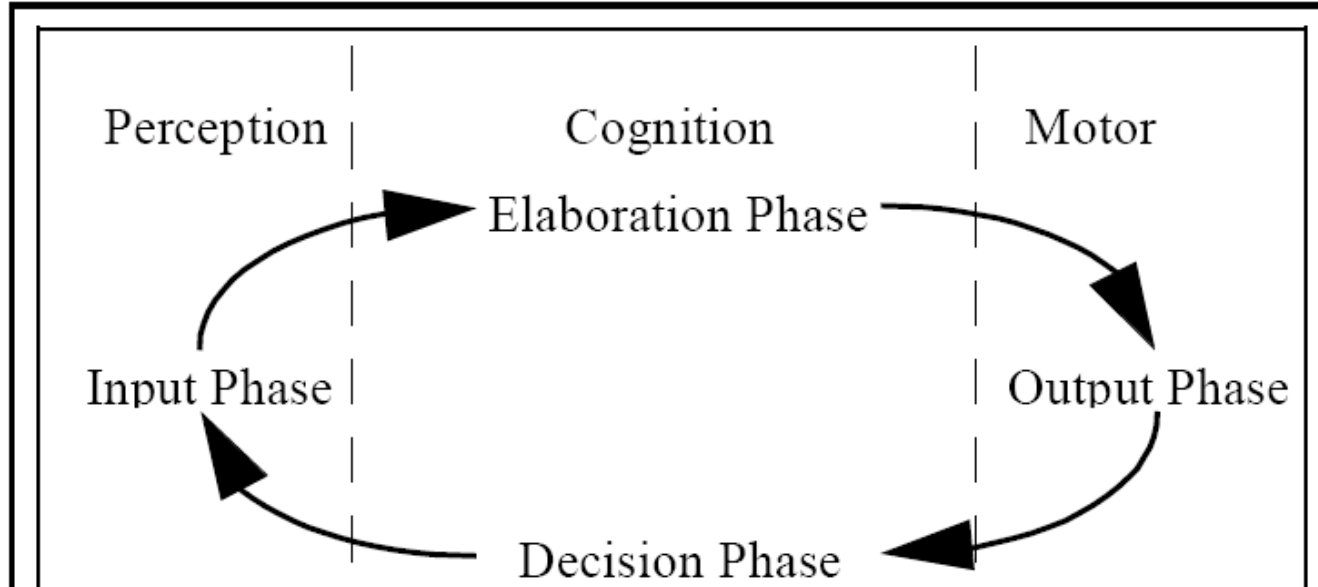 Perception Cognition Motor
Elaboration Phase
Input Phase Output Phase
Decision Phase